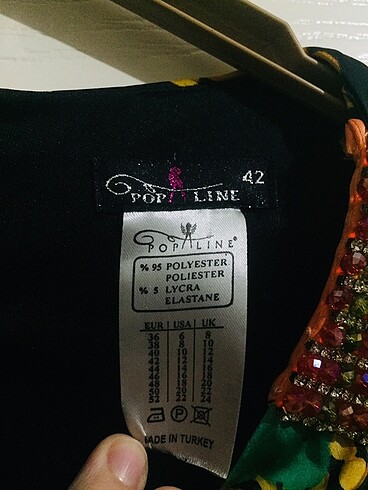 42
POP LINE
POP LINE®
% 95 POLYESTER
POLIESTER
% 5 LYCRA
ELASTANE
EUR USA UK
36 6 8
38 8 10
40 10 12
42 12 14
44 14 16
46 16 18
48 18 20
50 20 22
52 22 24
P
MADE IN TURKEY